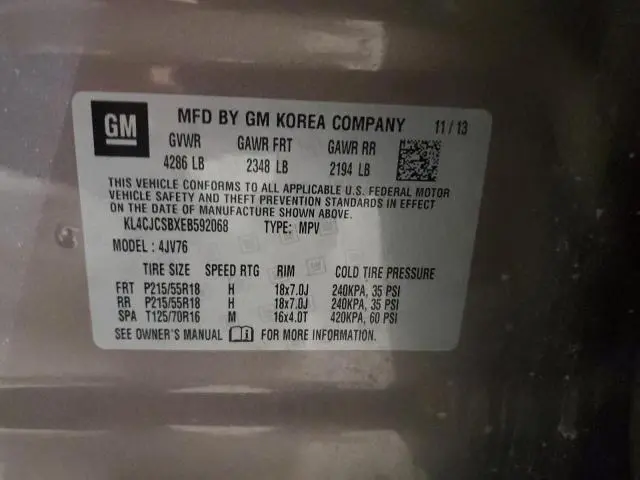 GM MFD BY GM KOREA COMPANY 11/13
GVWR GAWR FRT GAWR RR
4286 LB 2348 LB 2194 LB
THIS VEHICLE CONFORMS TO ALL APPLICABLE U.S. FEDERAL MOTOR
VEHICLE SAFETY AND THEFT PREVENTION STANDARDS IN EFFECT
ON THE DATE OF MANUFACTURE SHOWN ABOVE.
KL4CJCSBXEB592068 TYPE: MPV
MODEL: 4JV76
TIRE SIZE SPEED RTG RIM COLD TIRE PRESSURE
FRT P215/55R18 H 18x7.0J 240KPA, 35 PSI
RR P215/55R18 H 18x7.0J 240KPA, 35 PSI
SPA T125/70R16 M 16x4.0T 420KPA, 60 PSI
SEE OWNER'S MANUAL FOR MORE INFORMATION.